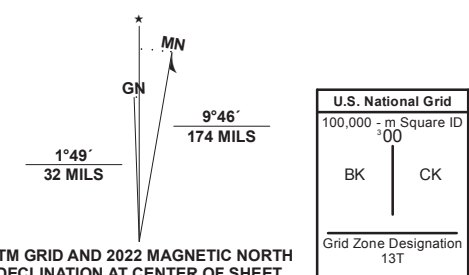 ★
MN
GN
9°46´
174 MILS
1°49´
32 MILS
TM GRID AND 2022 MAGNETIC NORTH
DECLINATION AT CENTER OF SHEET
U.S. National Grid
100,000 - m Square ID
³00
BK
CK
Grid Zone Designation
13T